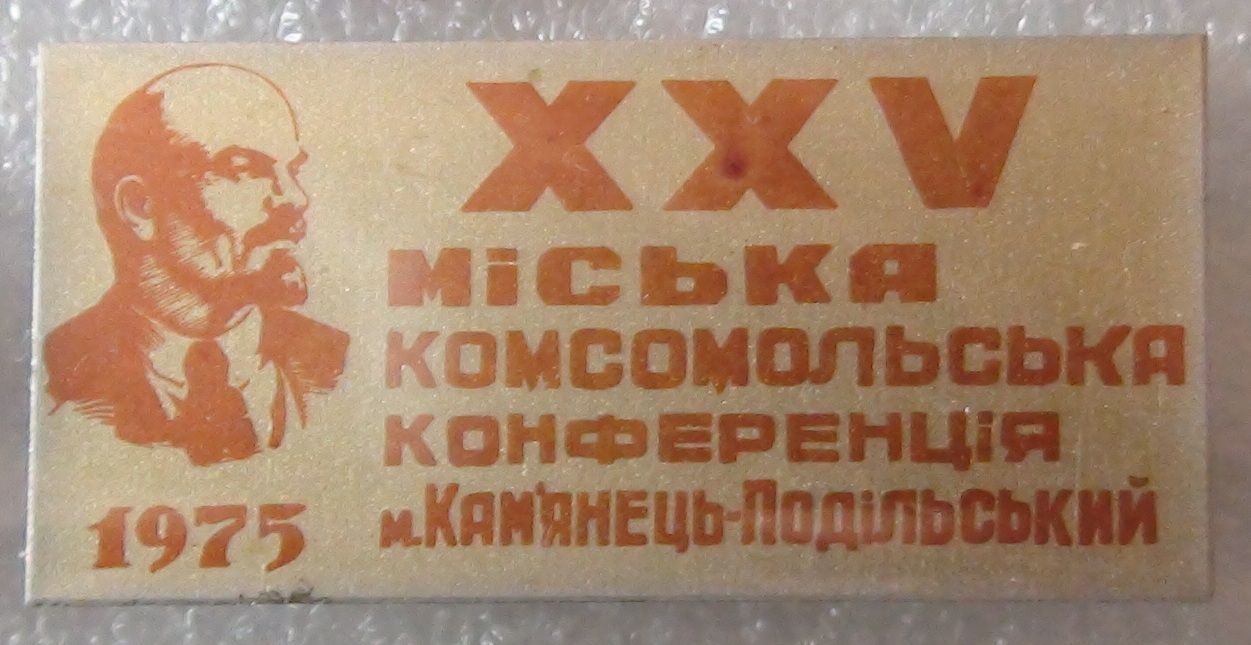 XXV
міська
комсомольська
конференція
1975
м. Кам'янець-Подільський